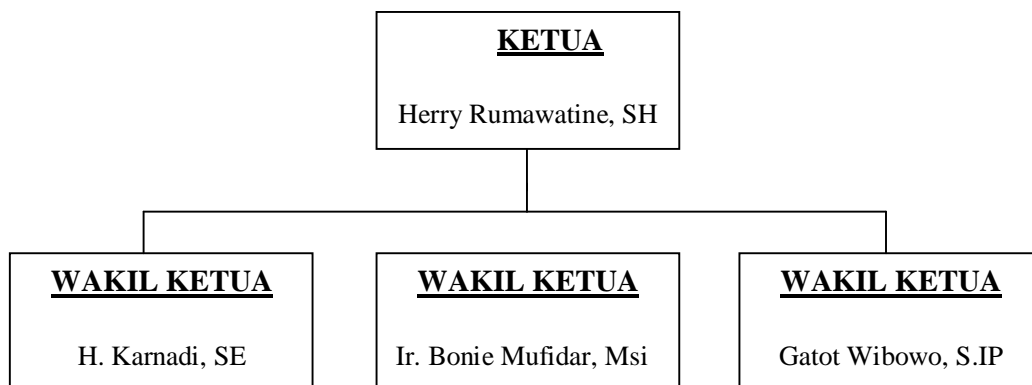 KETUA
Herry Rumawatine, SH
WAKIL KETUA
H. Karnadi, SE
WAKIL KETUA
Ir. Bonie Mufidar, Msi
WAKIL KETUA
Gatot Wibowo, S.IP